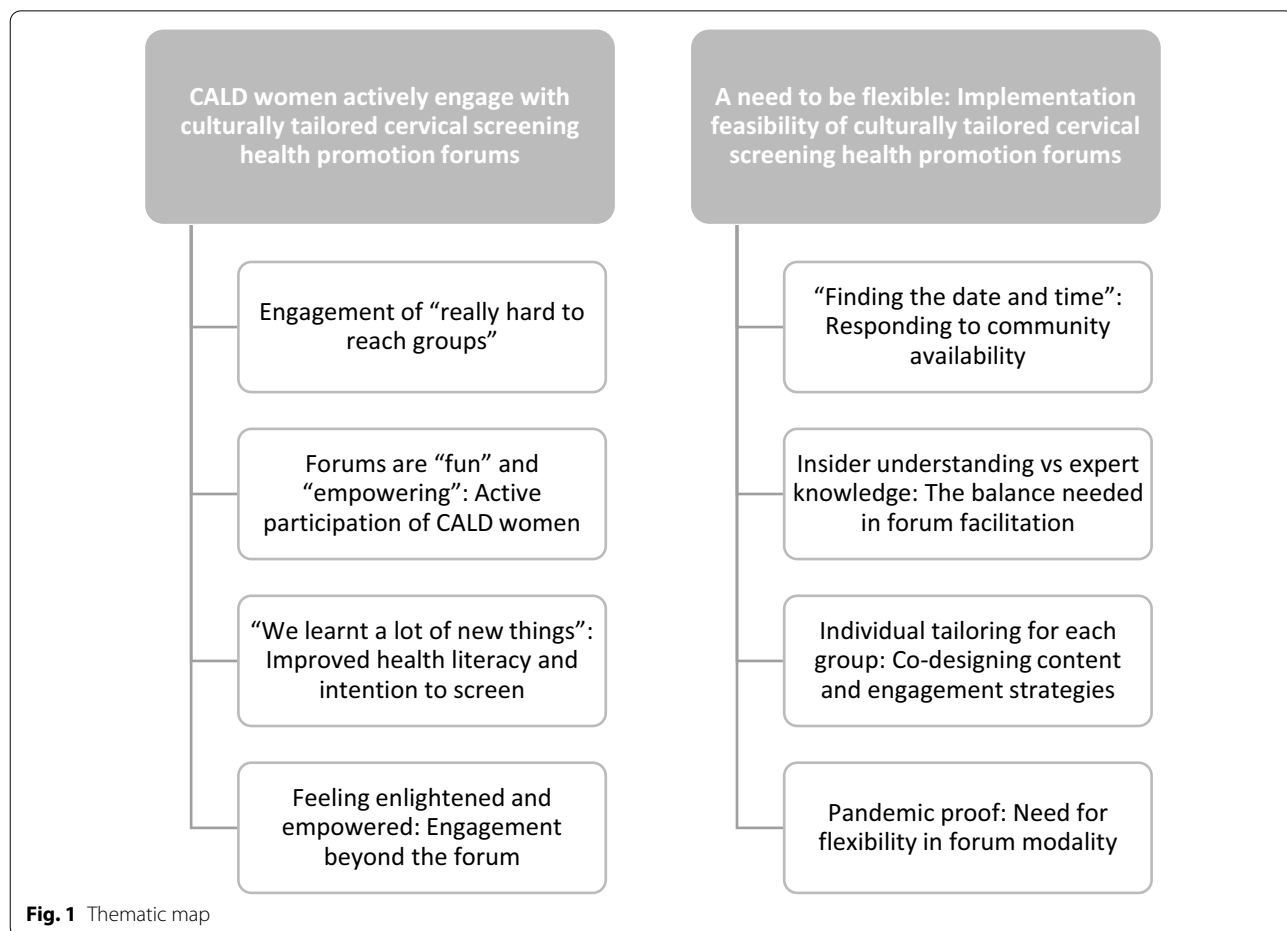 CALD women actively engage with
culturally tailored cervical screening
health promotion forums
Engagement of “really hard to
reach groups”
Forums are “fun” and
“empowering”: Active
participation of CALD women
“We learnt a lot of new things”:
Improved health literacy and
intention to screen
Feeling enlightened and
empowered: Engagement
beyond the forum
A need to be flexible: Implementation
feasibility of culturally tailored cervical
screening health promotion forums
“Finding the date and time”:
Responding to community
availability
Insider understanding vs expert
knowledge: The balance needed
in forum facilitation
Individual tailoring for each
group: Co-designing content
and engagement strategies
Pandemic proof: Need for
flexibility in forum modality
Fig. 1 Thematic map